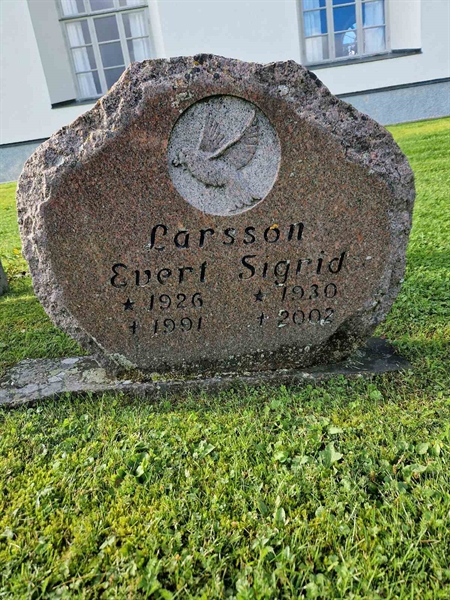 Larsson
Evert Sigrid
* 1926 * 1930
† 1991 † 2002